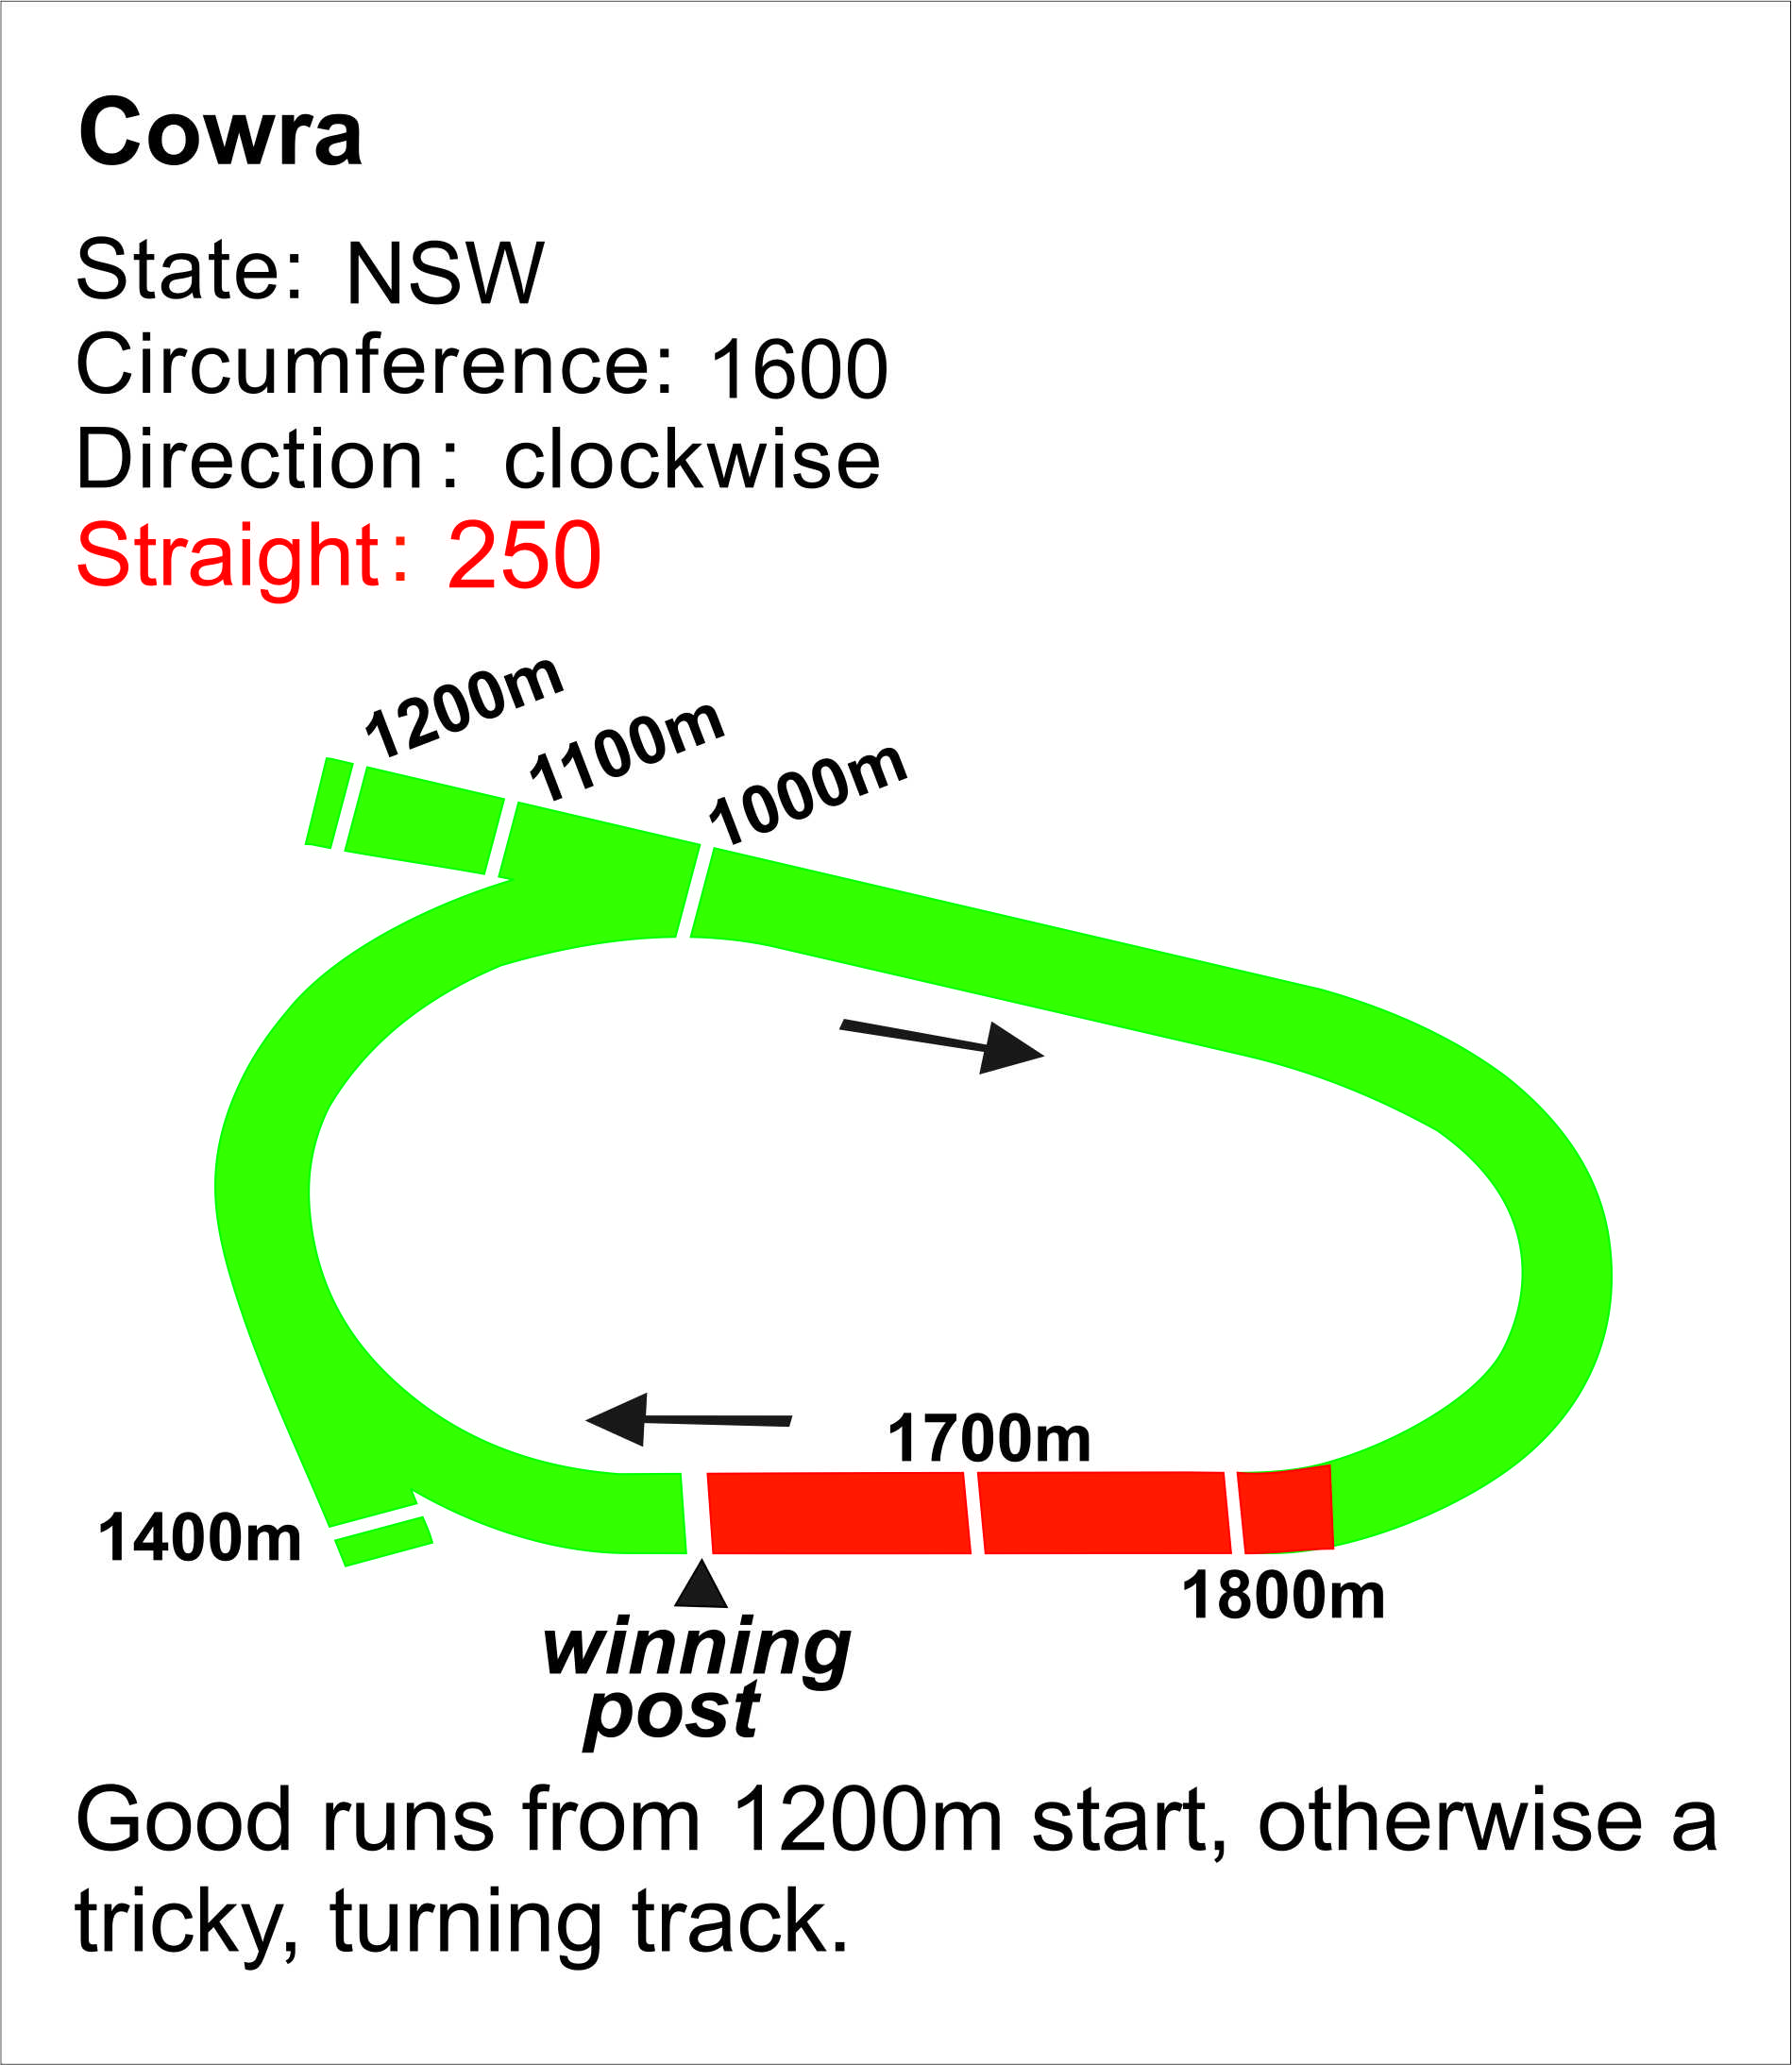 Cowra
State: NSW
Circumference: 1600
Direction: clockwise
Straight: 250
1200m
1100m
1000m
1700m
1400m
1800m
winning
post
Good runs from 1200m start, otherwise a
tricky, turning track.